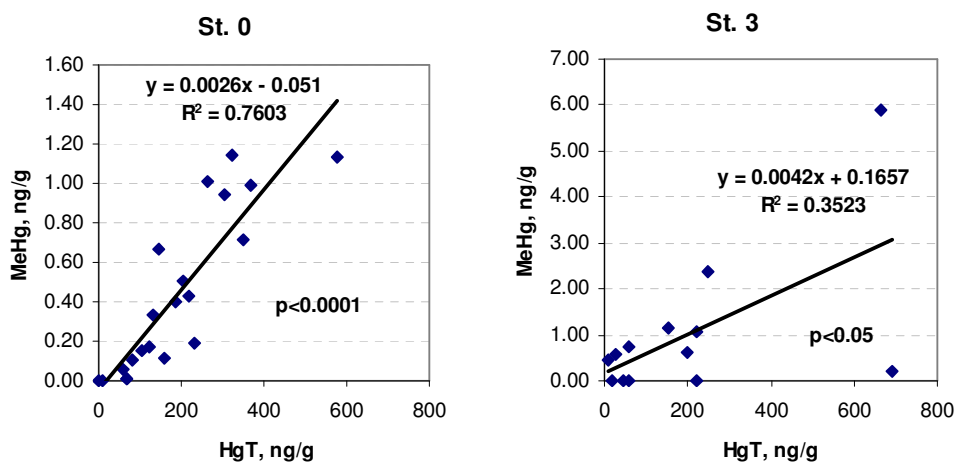 St. 0
1.60
1.40
1.20
1.00
0.80
0.60
0.40
0.20
0.00
MeHg, ng/g
y = 0.0026x - 0.051
R² = 0.7603
p<0.0001
0
200
400
600
800
HgT, ng/g
St. 3
7.00
6.00
5.00
4.00
3.00
2.00
1.00
0.00
MeHg, ng/g
y = 0.0042x + 0.1657
R² = 0.3523
p<0.05
0
200
400
600
800
HgT, ng/g